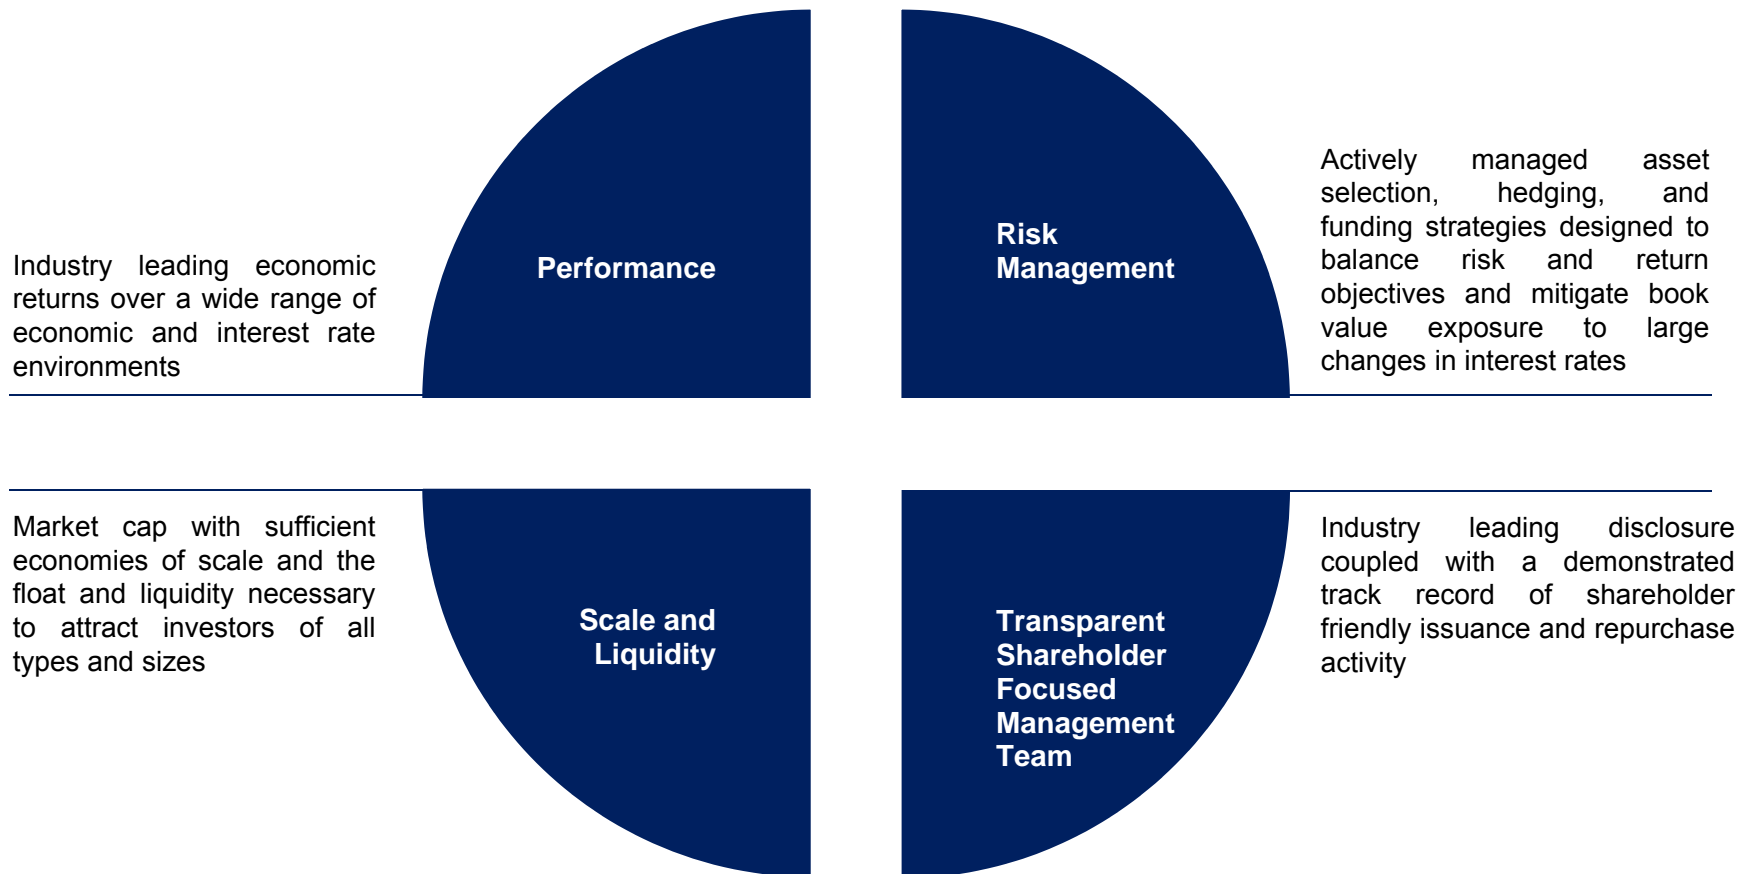 Performance
Industry leading economic
returns over a wide range of
economic and interest rate
environments
Risk
Management
Actively managed asset
selection, hedging, and
funding strategies designed to
balance risk and return
objectives and mitigate book
value exposure to large
changes in interest rates
Scale and
Liquidity
Market cap with sufficient
economies of scale and the
float and liquidity necessary
to attract investors of all
types and sizes
Transparent
Shareholder
Focused
Management
Team
Industry leading disclosure
coupled with a demonstrated
track record of shareholder
friendly issuance and repurchase
activity